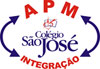 APM
Colégio
São José
INTEGRAÇÃO